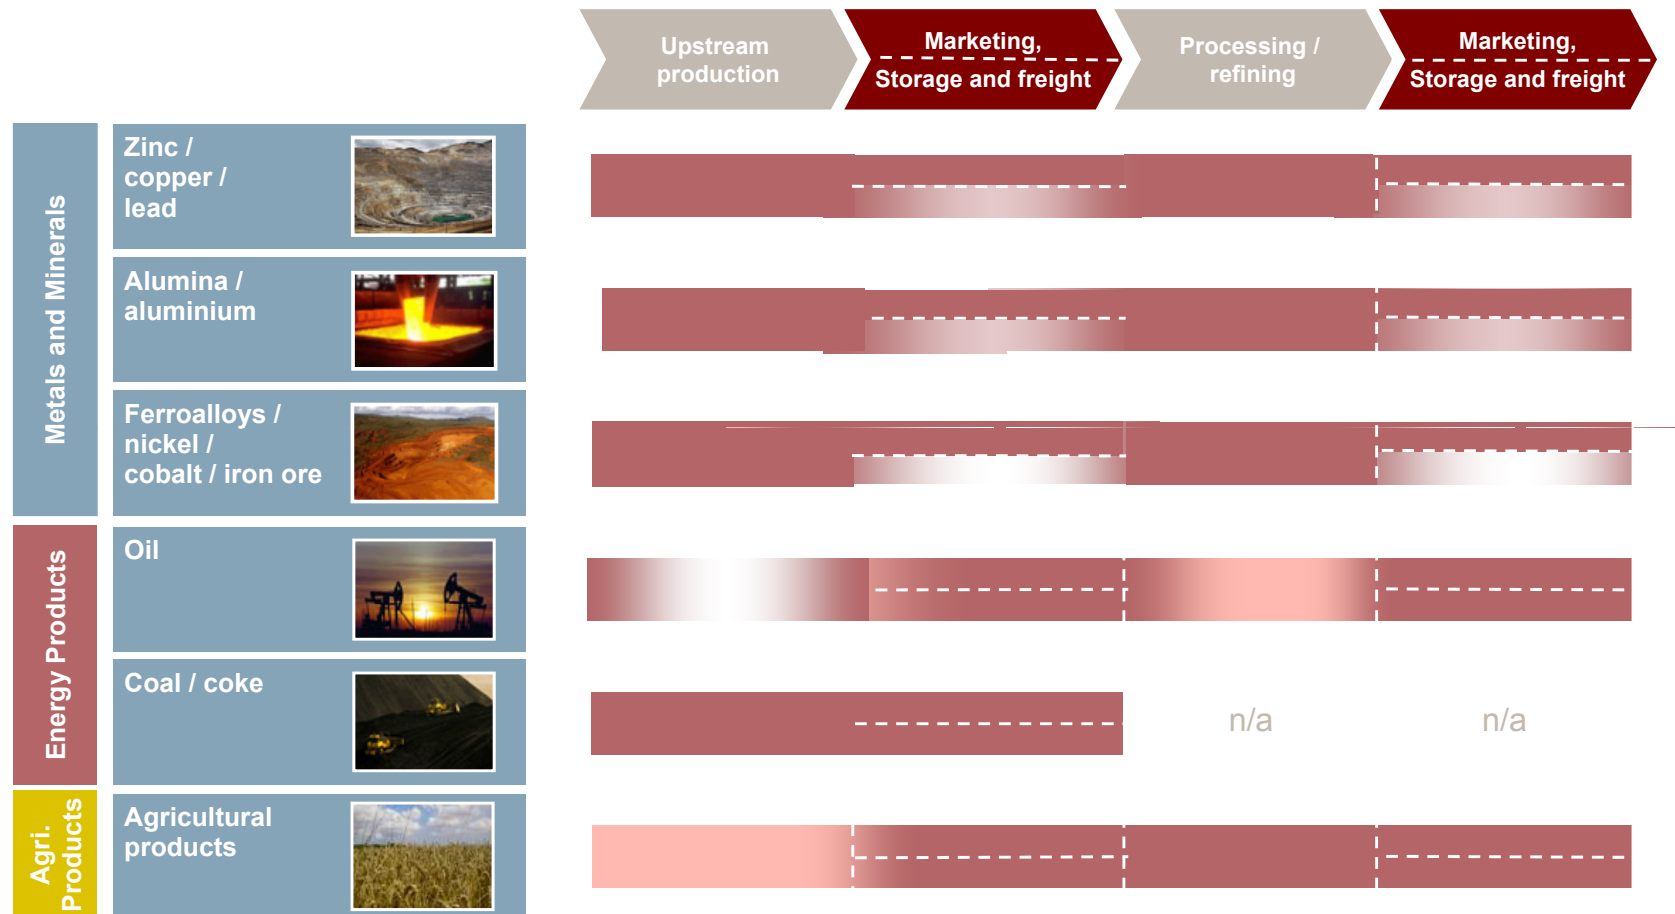 Upstream
production
Marketing,
Storage and freight
Processing /
refining
Marketing,
Storage and freight
Metals and Minerals
Zinc /
copper /
lead
Alumina /
aluminium
Ferroalloys /
nickel /
cobalt / iron ore
Energy Products
Oil
Coal / coke
n/a
n/a
Agri.
Products
Agricultural
products